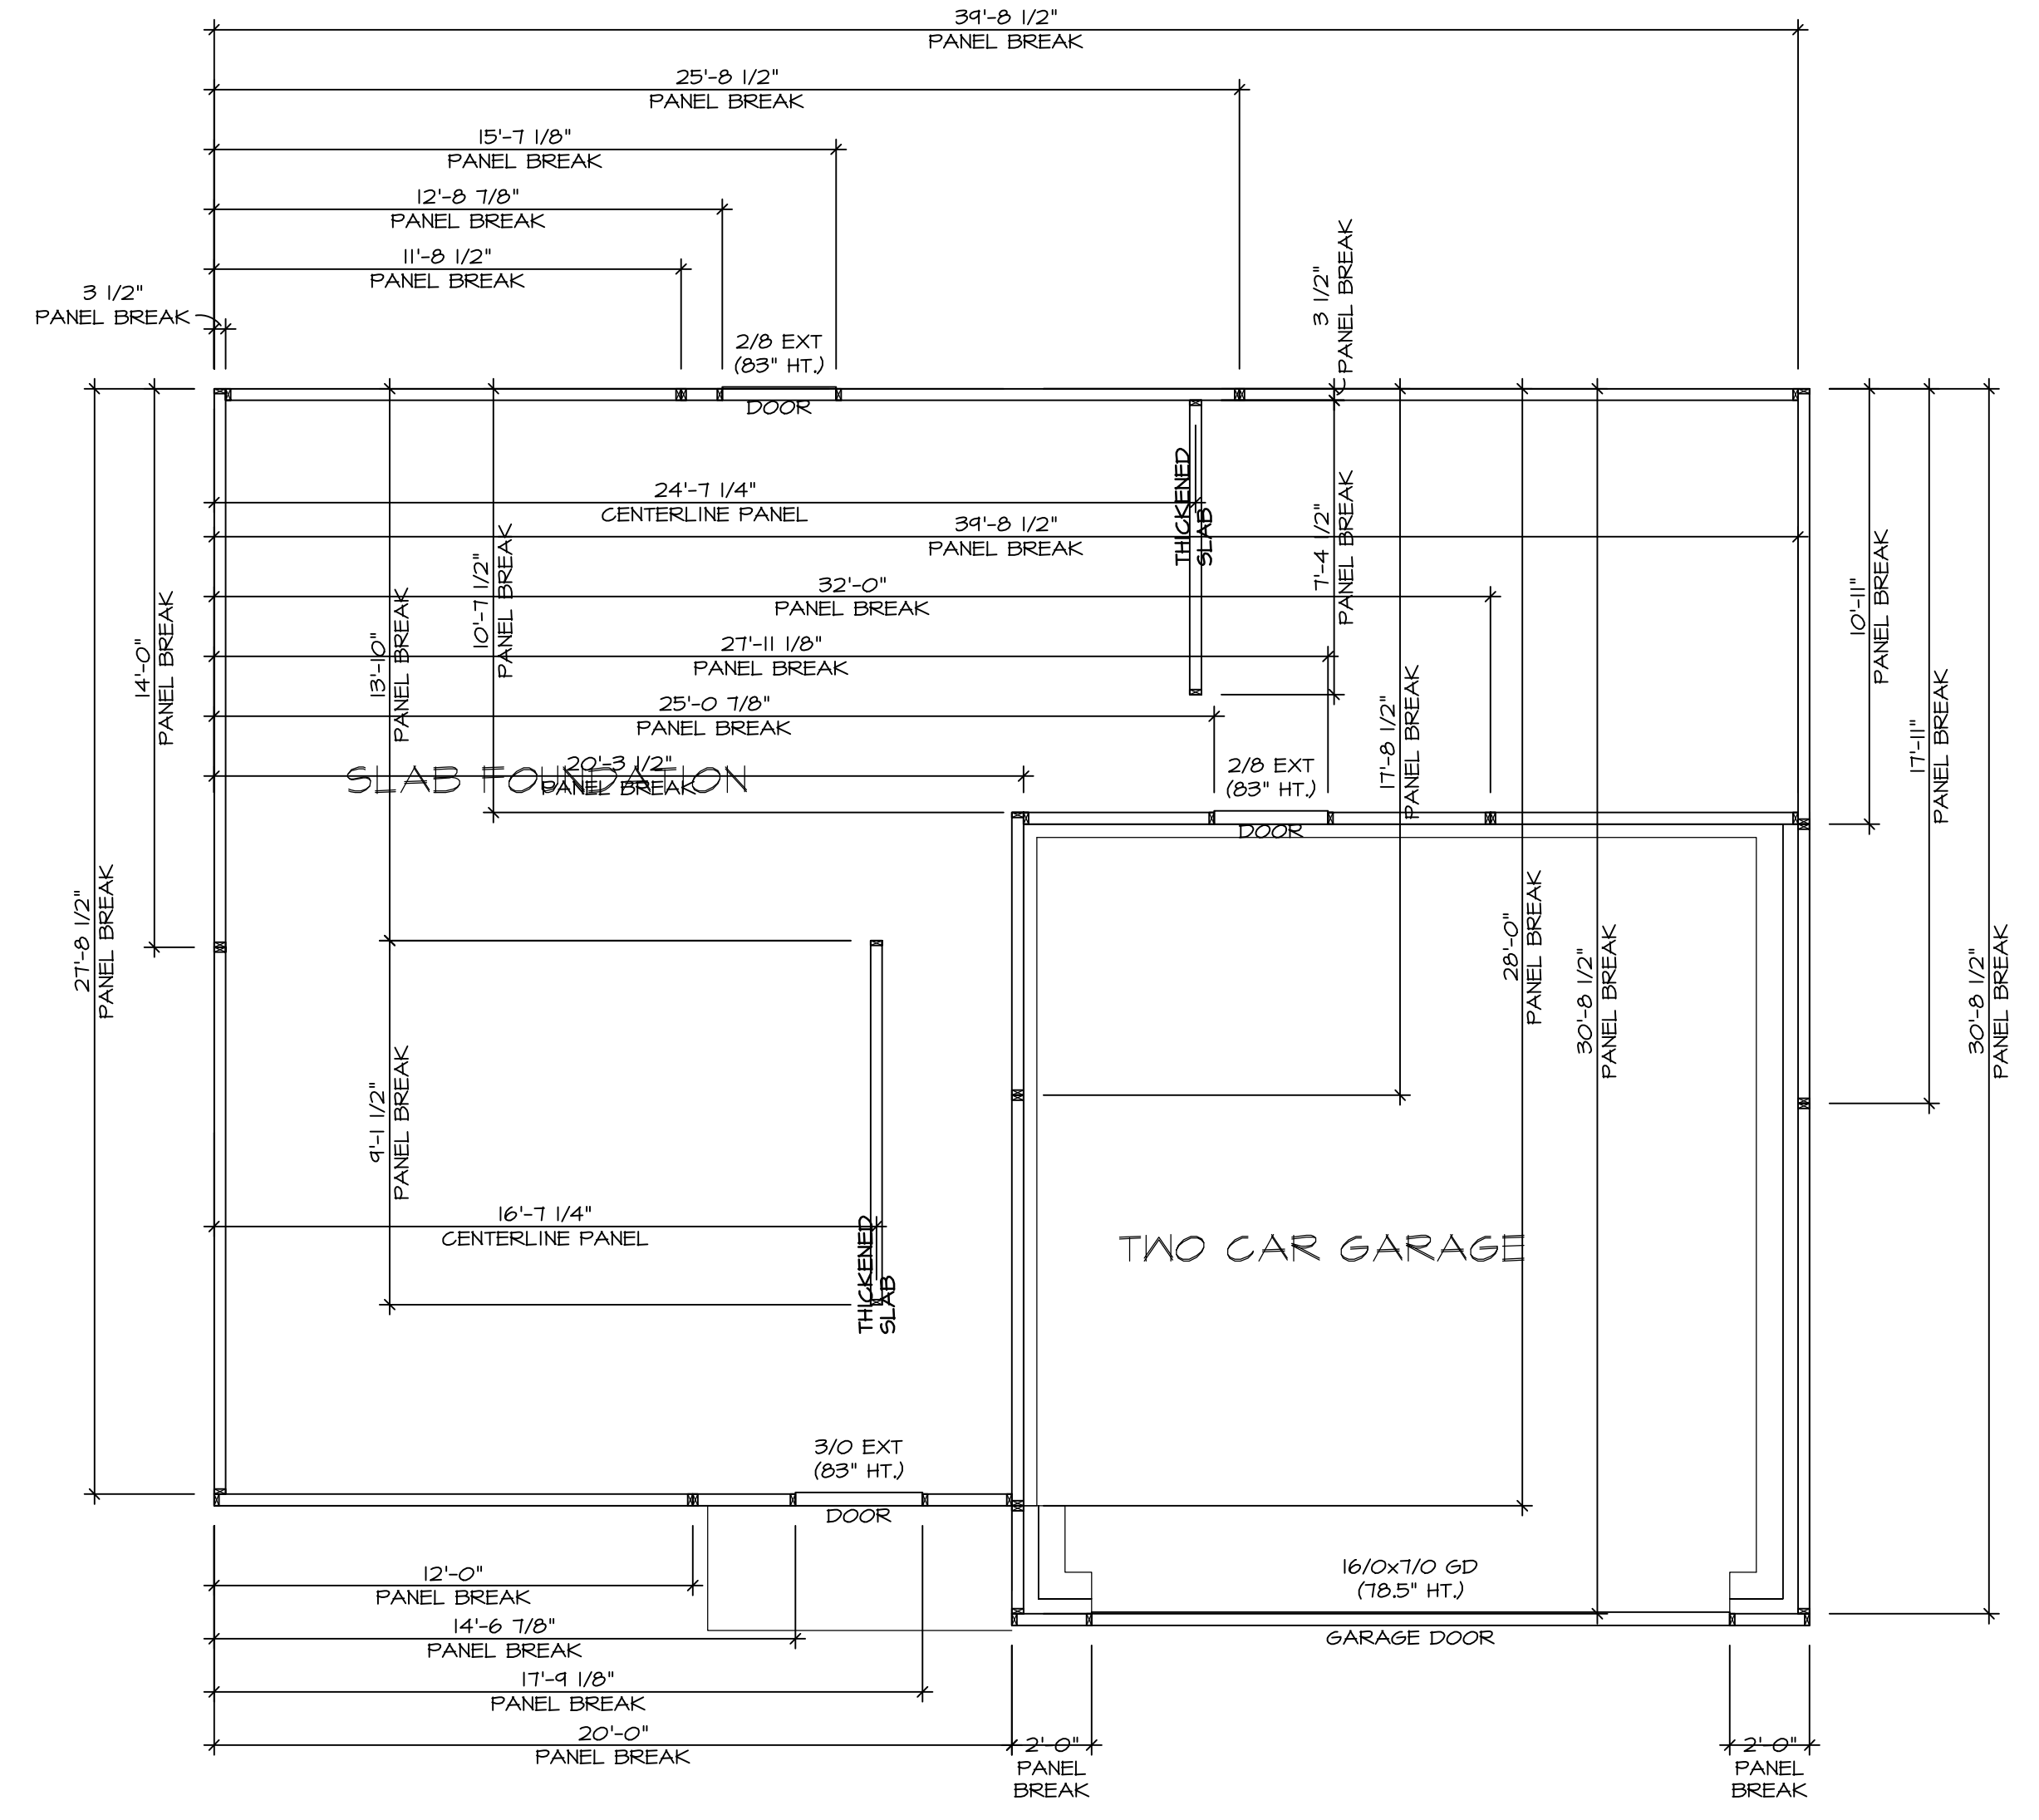 39'-8 1/2"
PANEL BREAK
25'-8 1/2"
PANEL BREAK
15'-7 1/8"
PANEL BREAK
12'-8 7/8"
PANEL BREAK
11'-8 1/2"
PANEL BREAK
3 1/2"
PANEL BREAK
3 1/2"
PANEL BREAK
2/8 EXT
(83" HT.)
DOOR
24'-7 1/4"
CENTERLINE PANEL
THICKENED
SLAB
39'-8 1/2"
PANEL BREAK
7'-4 1/2"
PANEL BREAK
10'-7 1/2"
PANEL BREAK
10'-11"
PANEL BREAK
32'-0"
PANEL BREAK
14'-0"
PANEL BREAK
13'-10"
PANEL BREAK
27'-11 1/8"
PANEL BREAK
25'-0 7/8"
PANEL BREAK
17'-8 1/2"
PANEL BREAK
17'-11"
PANEL BREAK
20'-3 1/2"
PANEL BREAK
SLAB FOUNDATION
2/8 EXT
(83" HT.)
DOOR
27'-8 1/2"
PANEL BREAK
28'-0"
PANEL BREAK
30'-8 1/2"
PANEL BREAK
30'-8 1/2"
PANEL BREAK
9'-1 1/2"
PANEL BREAK
16'-7 1/4"
CENTERLINE PANEL
THICKENED
SLAB
TWO CAR GARAGE
3/0 EXT
(83" HT.)
DOOR
12'-0"
PANEL BREAK
16/0x7/0 GD
(78.5" HT.)
GARAGE DOOR
14'-6 7/8"
PANEL BREAK
17'-9 1/8"
PANEL BREAK
20'-0"
PANEL BREAK
2'-0"
PANEL
BREAK
2'-0"
PANEL
BREAK